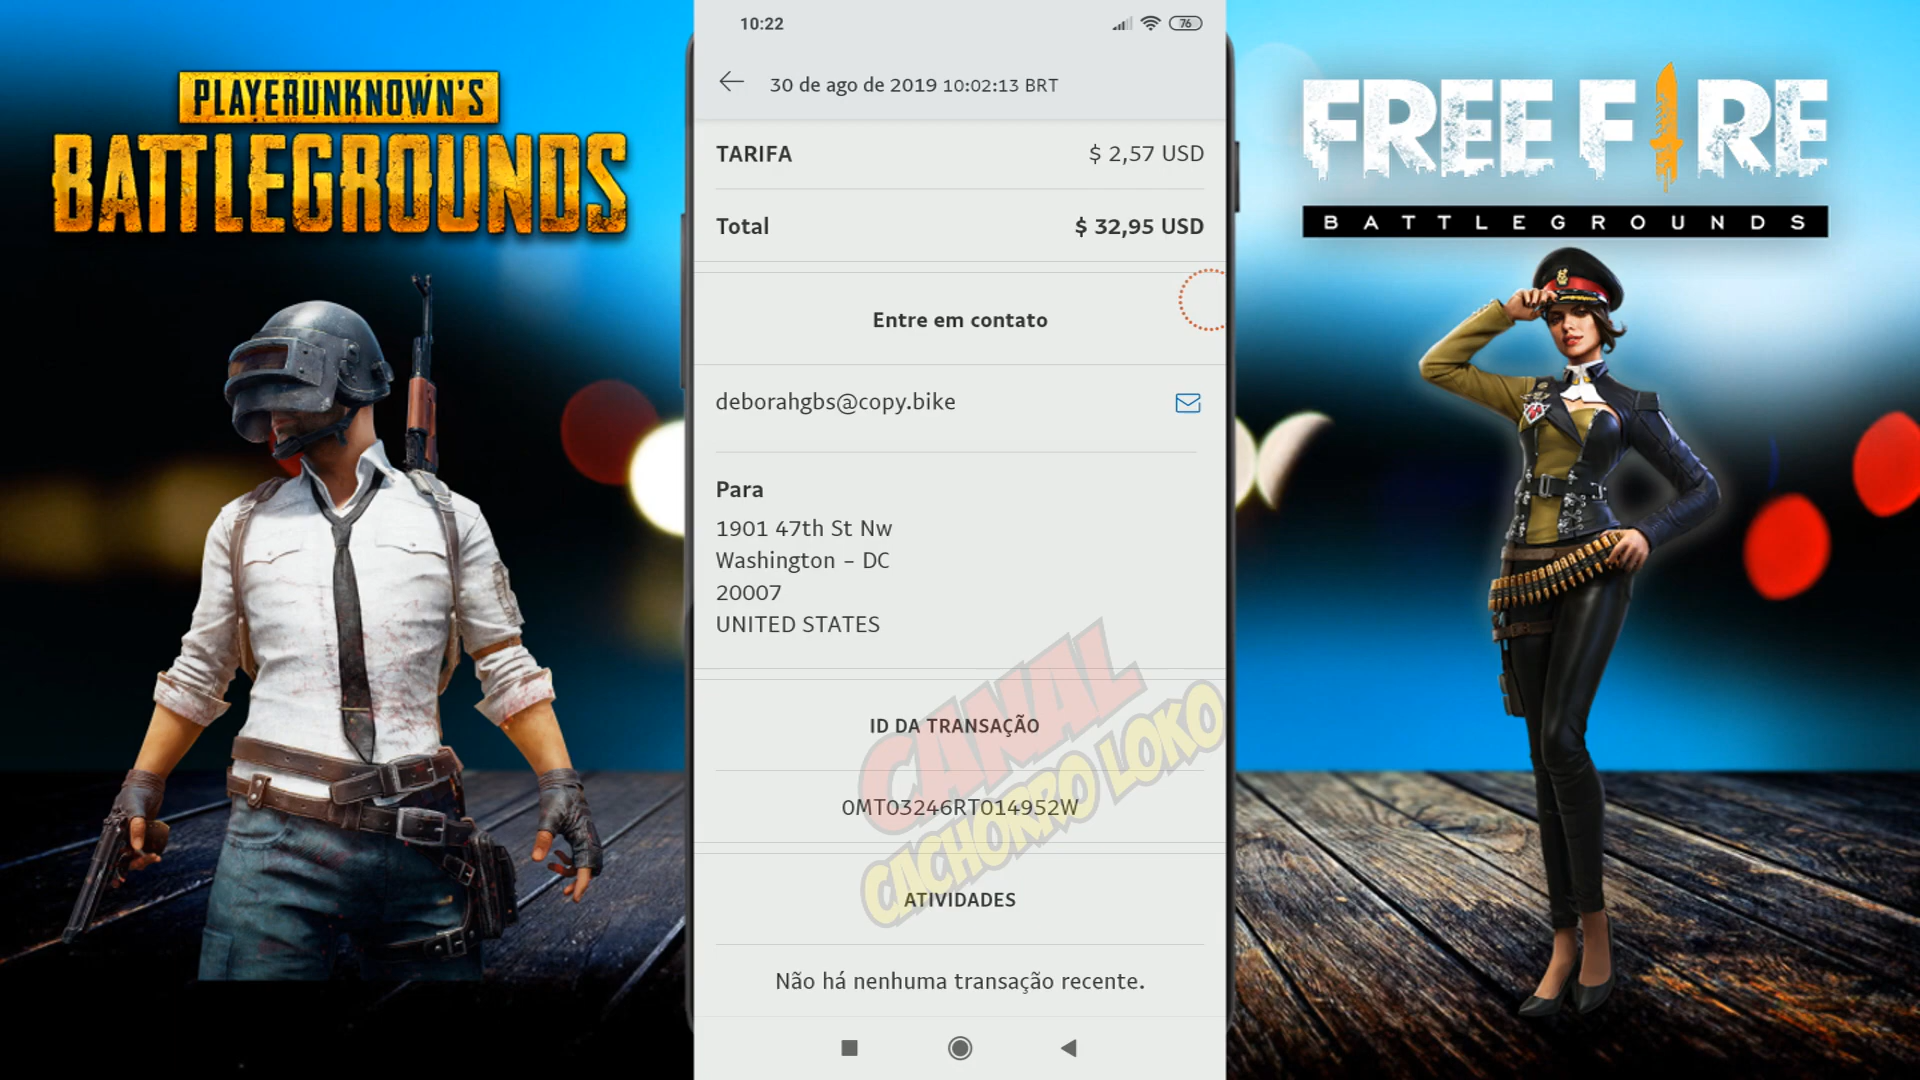 PLAYERUNKNOWN'S
BATTLEGROUNDS
10:22
76
30 de ago de 2019 10:02:13 BRT
TARIFA $ 2,57 USD
Total $ 32,95 USD
Entre em contato
deborahgbs@copy.bike
Para
1901 47th St Nw
Washington – DC
20007
UNITED STATES
ID DA TRANSAÇÃO
0MT03246RT014952W
CANAL
CACHORRO LOKO
ATIVIDADES
Não há nenhuma transação recente.
FREE FIRE
BATTLEGROUNDS